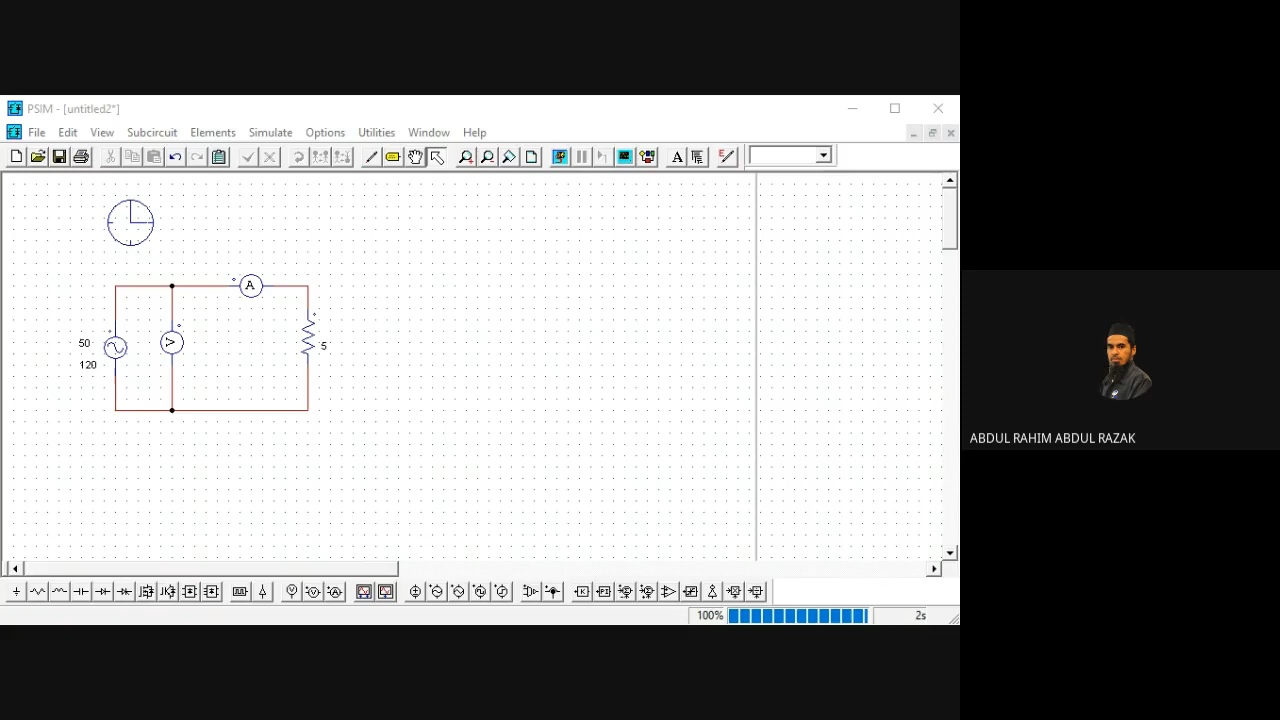 PSIM - [untitled2*]
File Edit View Subcircuit Elements Simulate Options Utilities Window Help
A
A
50
120
V
5
ABDUL RAHIM ABDUL RAZAK
100%
2s